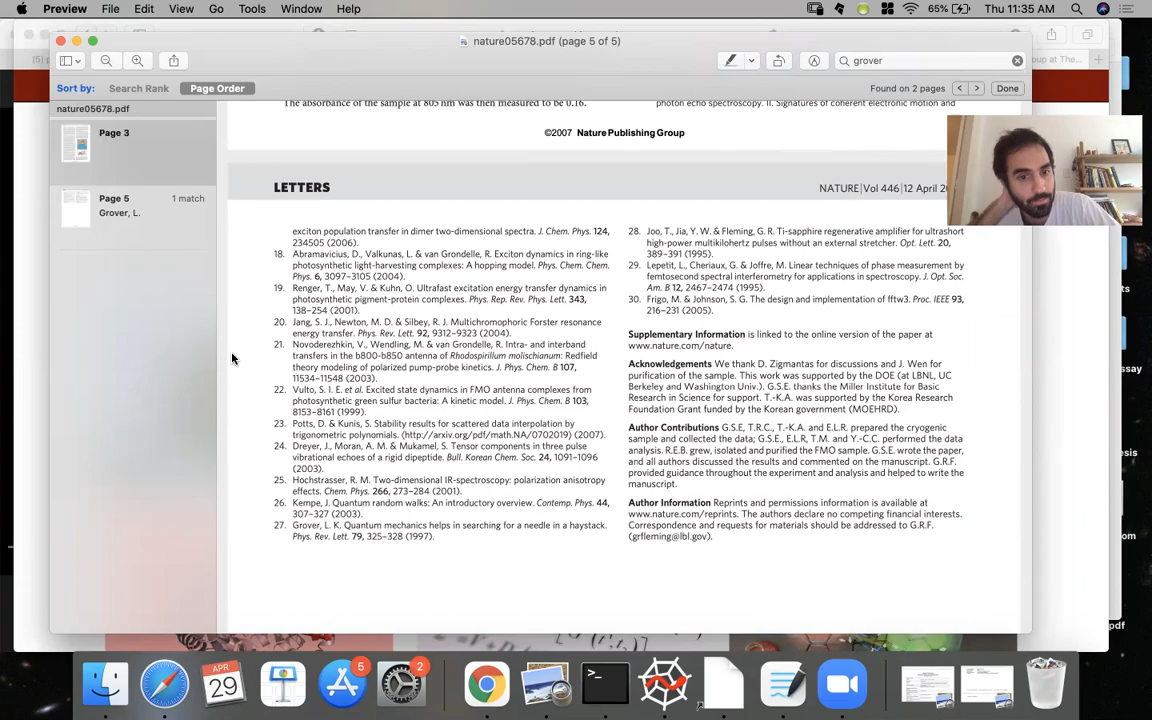 Preview File Edit View Go Tools Window Help 65% Thu 11:35 AM
nature05678.pdf (page 5 of 5)
grover
Sort by: Search Rank Page Order Found on 2 pages Done
nature05678.pdf
Page 3
Page 5 1 match
Grover, L.
The absorbance of the sample at 805 nm was then measured to be 0.16.
photon echo spectroscopy. II. Signatures of coherent electronic motion and
©2007 Nature Publishing Group
LETTERS
NATURE|Vol 446|12 April
exciton population transfer in dimer two-dimensional spectra. J. Chem. Phys. 124,
234505 (2006).
18. Abramavicius, D., Valkunas, L. & van Grondelle, R. Exciton dynamics in ring-like
photosynthetic light-harvesting complexes: A hopping model. Phys. Chem. Chem.
Phys. 6, 3097–3105 (2004).
19. Renger, T., May, V. & Kuhn, O. Ultrafast excitation energy transfer dynamics in
photosynthetic pigment-protein complexes. Phys. Rep. Rev. Phys. Lett. 343,
138–254 (2001).
20. Jang, S. J., Newton, M. D. & Silbey, R. J. Multichromophoric Forster resonance
energy transfer. Phys. Rev. Lett. 92, 9312–9323 (2004).
21. Novoderezhkin, V., Wendling, M. & van Grondelle, R. Intra- and interband
transfers in the b800-b850 antenna of Rhodospirillum molischianum: Redfield
theory modeling of polarized pump-probe kinetics. J. Phys. Chem. B 107,
11534–11548 (2003).
22. Vulto, S. I. E. et al. Excited state dynamics in FMO antenna complexes from
photosynthetic green sulfur bacteria: A kinetic model. J. Phys. Chem. B 103,
8153–8161 (1999).
23. Potts, D. & Kunis, S. Stability results for scattered data interpolation by
trigonometric polynomials. ⟨http://arxiv.org/pdf/math.NA/0702019⟩ (2007).
24. Dreyer, J., Moran, A. M. & Mukamel, S. Tensor components in three pulse
vibrational echoes of a rigid dipeptide. Bull. Korean Chem. Soc. 24, 1091–1096
(2003).
25. Hochstrasser, R. M. Two-dimensional IR-spectroscopy: polarization anisotropy
effects. Chem. Phys. 266, 273–284 (2001).
26. Kempe, J. Quantum random walks: An introductory overview. Contemp. Phys. 44,
307–327 (2003).
27. Grover, L. K. Quantum mechanics helps in searching for a needle in a haystack.
Phys. Rev. Lett. 79, 325–328 (1997).
28. Joo, T., Jia, Y. W. & Fleming, G. R. Ti-sapphire regenerative amplifier for ultrashort
high-power multikilohertz pulses without an external stretcher. Opt. Lett. 20,
389–391 (1995).
29. Lepetit, L., Cheriaux, G. & Joffre, M. Linear techniques of phase measurement by
femtosecond spectral interferometry for applications in spectroscopy. J. Opt. Soc.
Am. B 12, 2467–2474 (1995).
30. Frigo, M. & Johnson, S. G. The design and implementation of fftw3. Proc. IEEE 93,
216–231 (2005).
Supplementary Information is linked to the online version of the paper at
www.nature.com/nature.
Acknowledgements We thank D. Zigmantas for discussions and J. Wen for
purification of the sample. This work was supported by the DOE (at LBNL, UC
Berkeley and Washington Univ.). G.S.E. thanks the Miller Institute for Basic
Research in Science for support. T.-K.A. was supported by the Korea Research
Foundation Grant funded by the Korean government (MOEHRD).
Author Contributions G.S.E, T.R.C., T.-K.A. and E.L.R. prepared the cryogenic
sample and collected the data; G.S.E., E.L.R, T.M. and Y.-C.C. performed the data
analysis. R.E.B. grew, isolated and purified the FMO sample. G.S.E. wrote the paper,
and all authors discussed the results and commented on the manuscript. G.R.F.
provided guidance throughout the experiment and analysis and helped to write the
manuscript.
Author Information Reprints and permissions information is available at
www.nature.com/reprints. The authors declare no competing financial interests.
Correspondence and requests for materials should be addressed to G.R.F.
(grfleming@lbl.gov).
APR
29
5
2